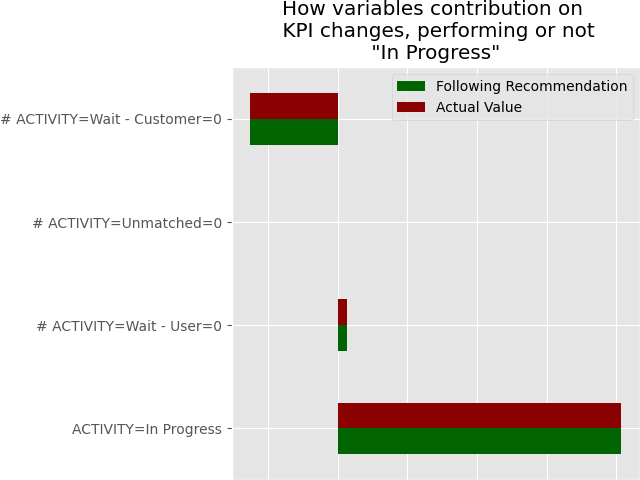 How variables contribution on
KPI changes, performing or not
"In Progress"
Following Recommendation
Actual Value
# ACTIVITY=Wait - Customer=0
# ACTIVITY=Unmatched=0
# ACTIVITY=Wait - User=0
ACTIVITY=In Progress